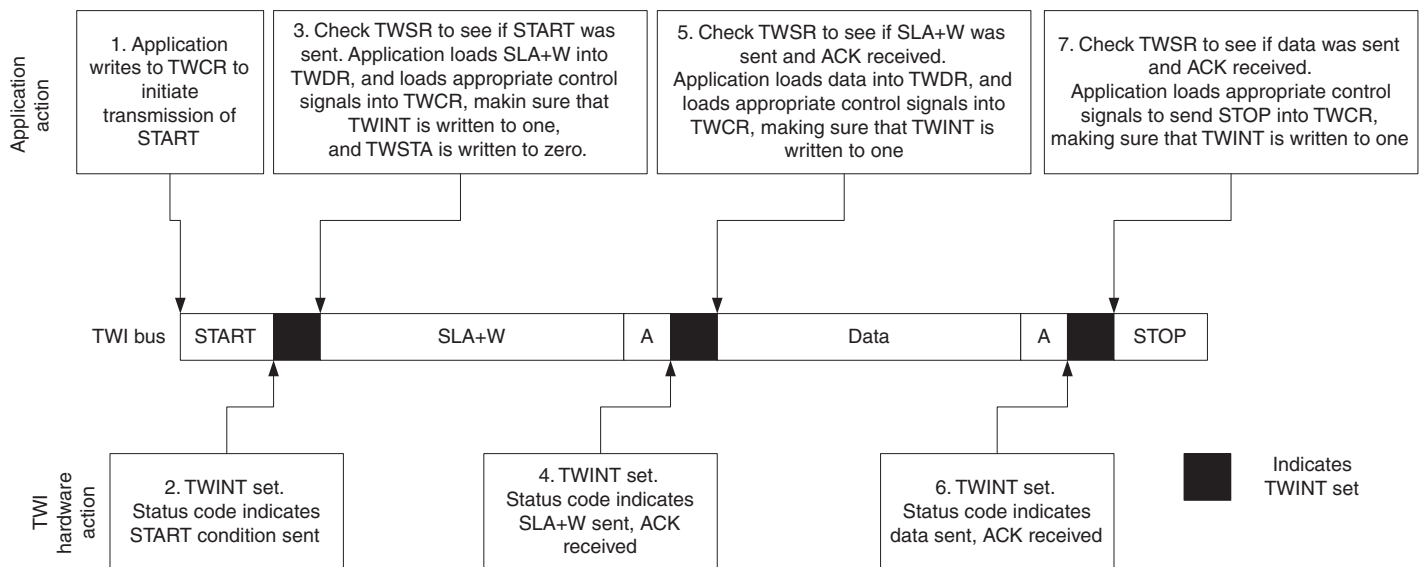 Application
action
1. Application
writes to TWCR to
initiate
transmission of
START
3. Check TWSR to see if START was
sent. Application loads SLA+W into
TWDR, and loads appropriate control
signals into TWCR, makin sure that
TWINT is written to one,
and TWSTA is written to zero.
5. Check TWSR to see if SLA+W was
sent and ACK received.
Application loads data into TWDR, and
loads appropriate control signals into
TWCR, making sure that TWINT is
written to one
7. Check TWSR to see if data was sent
and ACK received.
Application loads appropriate control
signals to send STOP into TWCR,
making sure that TWINT is written to one
TWI bus
START
SLA+W
A
Data
A
STOP
TWI
hardware
action
2. TWINT set.
Status code indicates
START condition sent
4. TWINT set.
Status code indicates
SLA+W sent, ACK
received
6. TWINT set.
Status code indicates
data sent, ACK received
Indicates
TWINT set